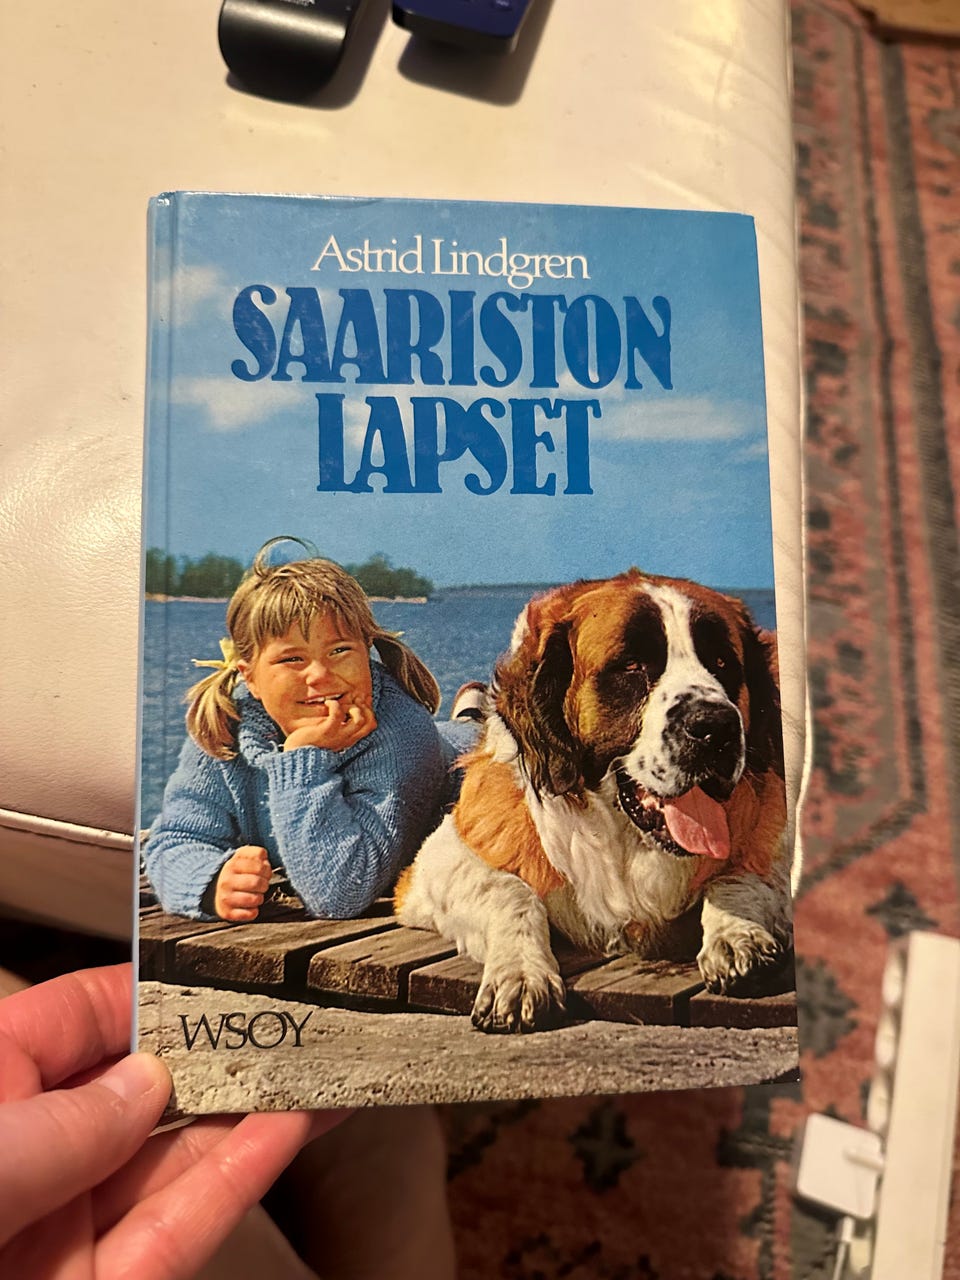 Astrid Lindgren
SAARISTON
LAPSET
WSOY